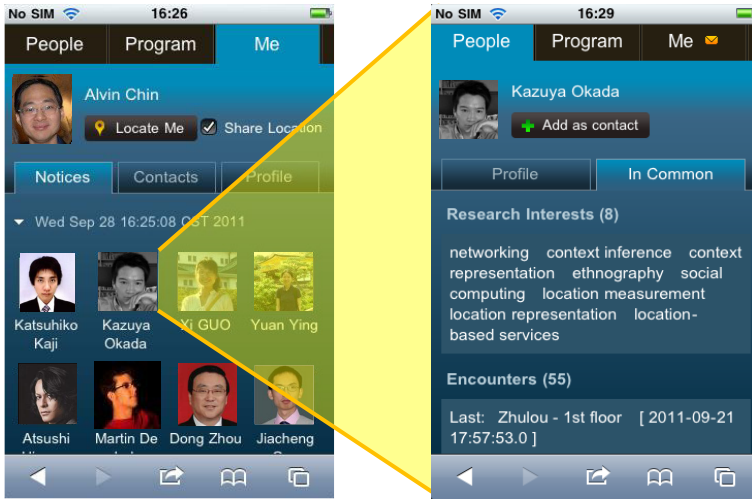 No SIM 16:26
People Program Me
Alvin Chin
Locate Me Share Location
Notices Contacts Profile
Wed Sep 28 16:25:08 CST 2011
Katsuhiko Kaji
Kazuya Okada
Xi GUO
Yuan Ying
Atsushi
Martin De
Dong Zhou
Jiacheng
No SIM 16:29
People Program Me
Kazuya Okada
Add as contact
Profile In Common
Research Interests (8)
networking context inference context
representation ethnography social
computing location measurement
location representation location-
based services
Encounters (55)
Last: Zhulou - 1st floor [ 2011-09-21
17:57:53.0 ]